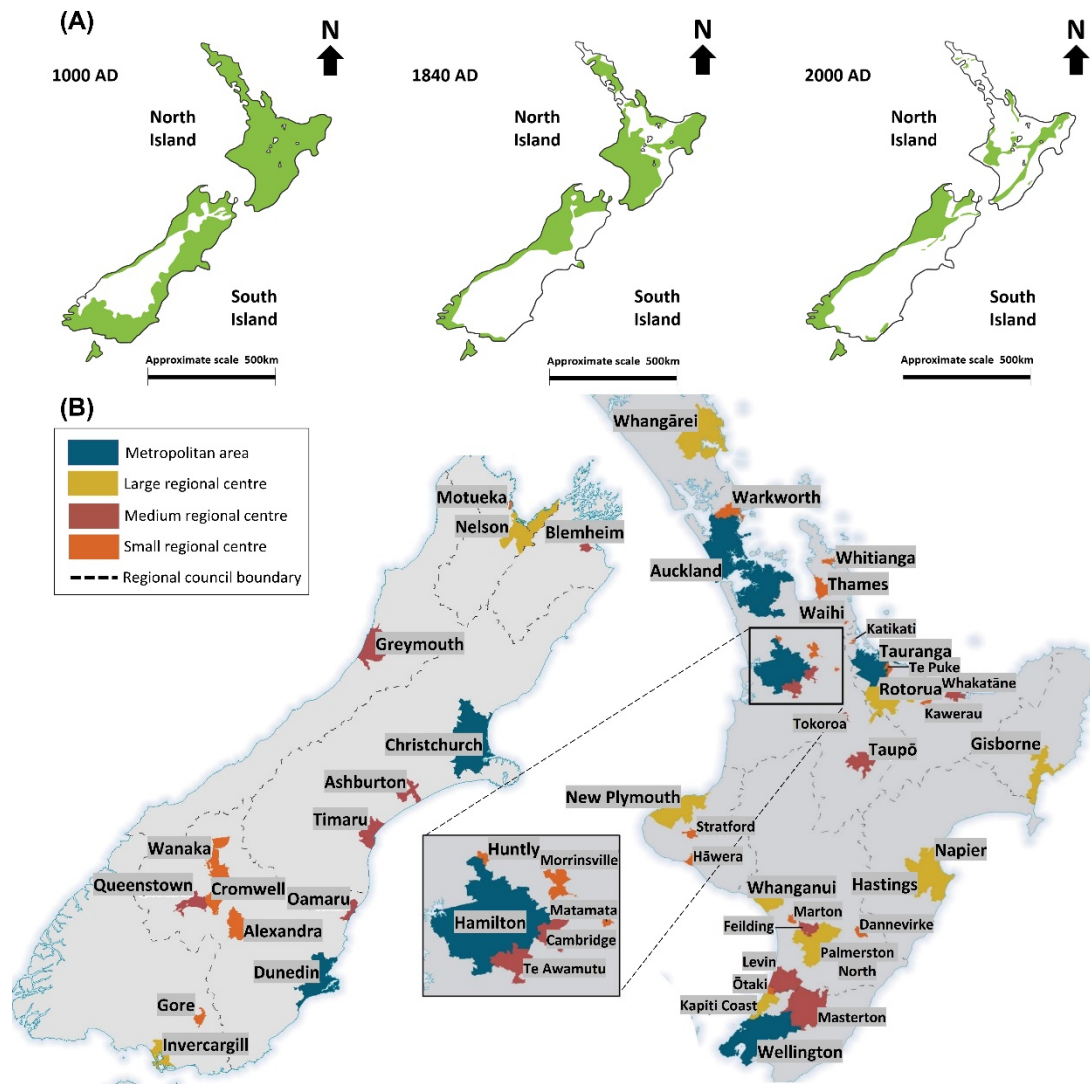 (A)
1000 AD
N
North
Island
South
Island
Approximate scale 500km
1840 AD
N
North
Island
South
Island
Approximate scale 500km
2000 AD
N
North
Island
South
Island
Approximate scale 500km
(B)
Metropolitan area
Large regional centre
Medium regional centre
Small regional centre
Regional council boundary
Motueka
Nelson
Blemheim
Greymouth
Christchurch
Ashburton
Timaru
Wanaka
Queenstown
Cromwell
Oamaru
Alexandra
Dunedin
Gore
Invercargill
Whangārei
Warkworth
Auckland
Whitianga
Thames
Waihi
Katikati
Tauranga
Te Puke
Rotorua
Whakatāne
Kawerau
Tokoroa
Taupō
Gisborne
New Plymouth
Stratford
Hāwera
Napier
Hastings
Whanganui
Marton
Feilding
Dannevirke
Palmerston
North
Levin
Ōtaki
Kapiti Coast
Masterton
Wellington
Huntly
Morrinsville
Hamilton
Matamata
Cambridge
Te Awamutu